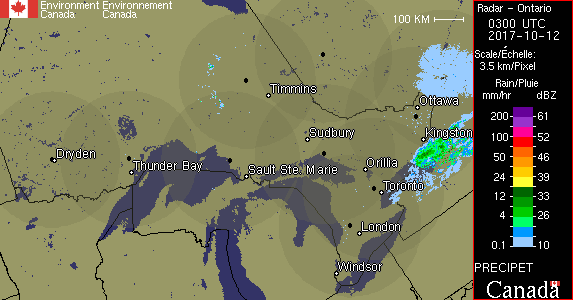 Environment Environnement
Canada Canada
100 KM
Timmins
Ottawa
Sudbury
Kingston
Dryden
Thunder Bay
Sault Ste. Marie
Orillia
Toronto
London
Windsor
Radar - Ontario
0300 UTC
2017-10-12
Scale/Échelle:
3.5 km/Pixel
Rain/Pluie
mm/hr dBZ
200 61
100 52
50 46
24 39
12 33
4 26
0.1 10
PRECIPET
Canada